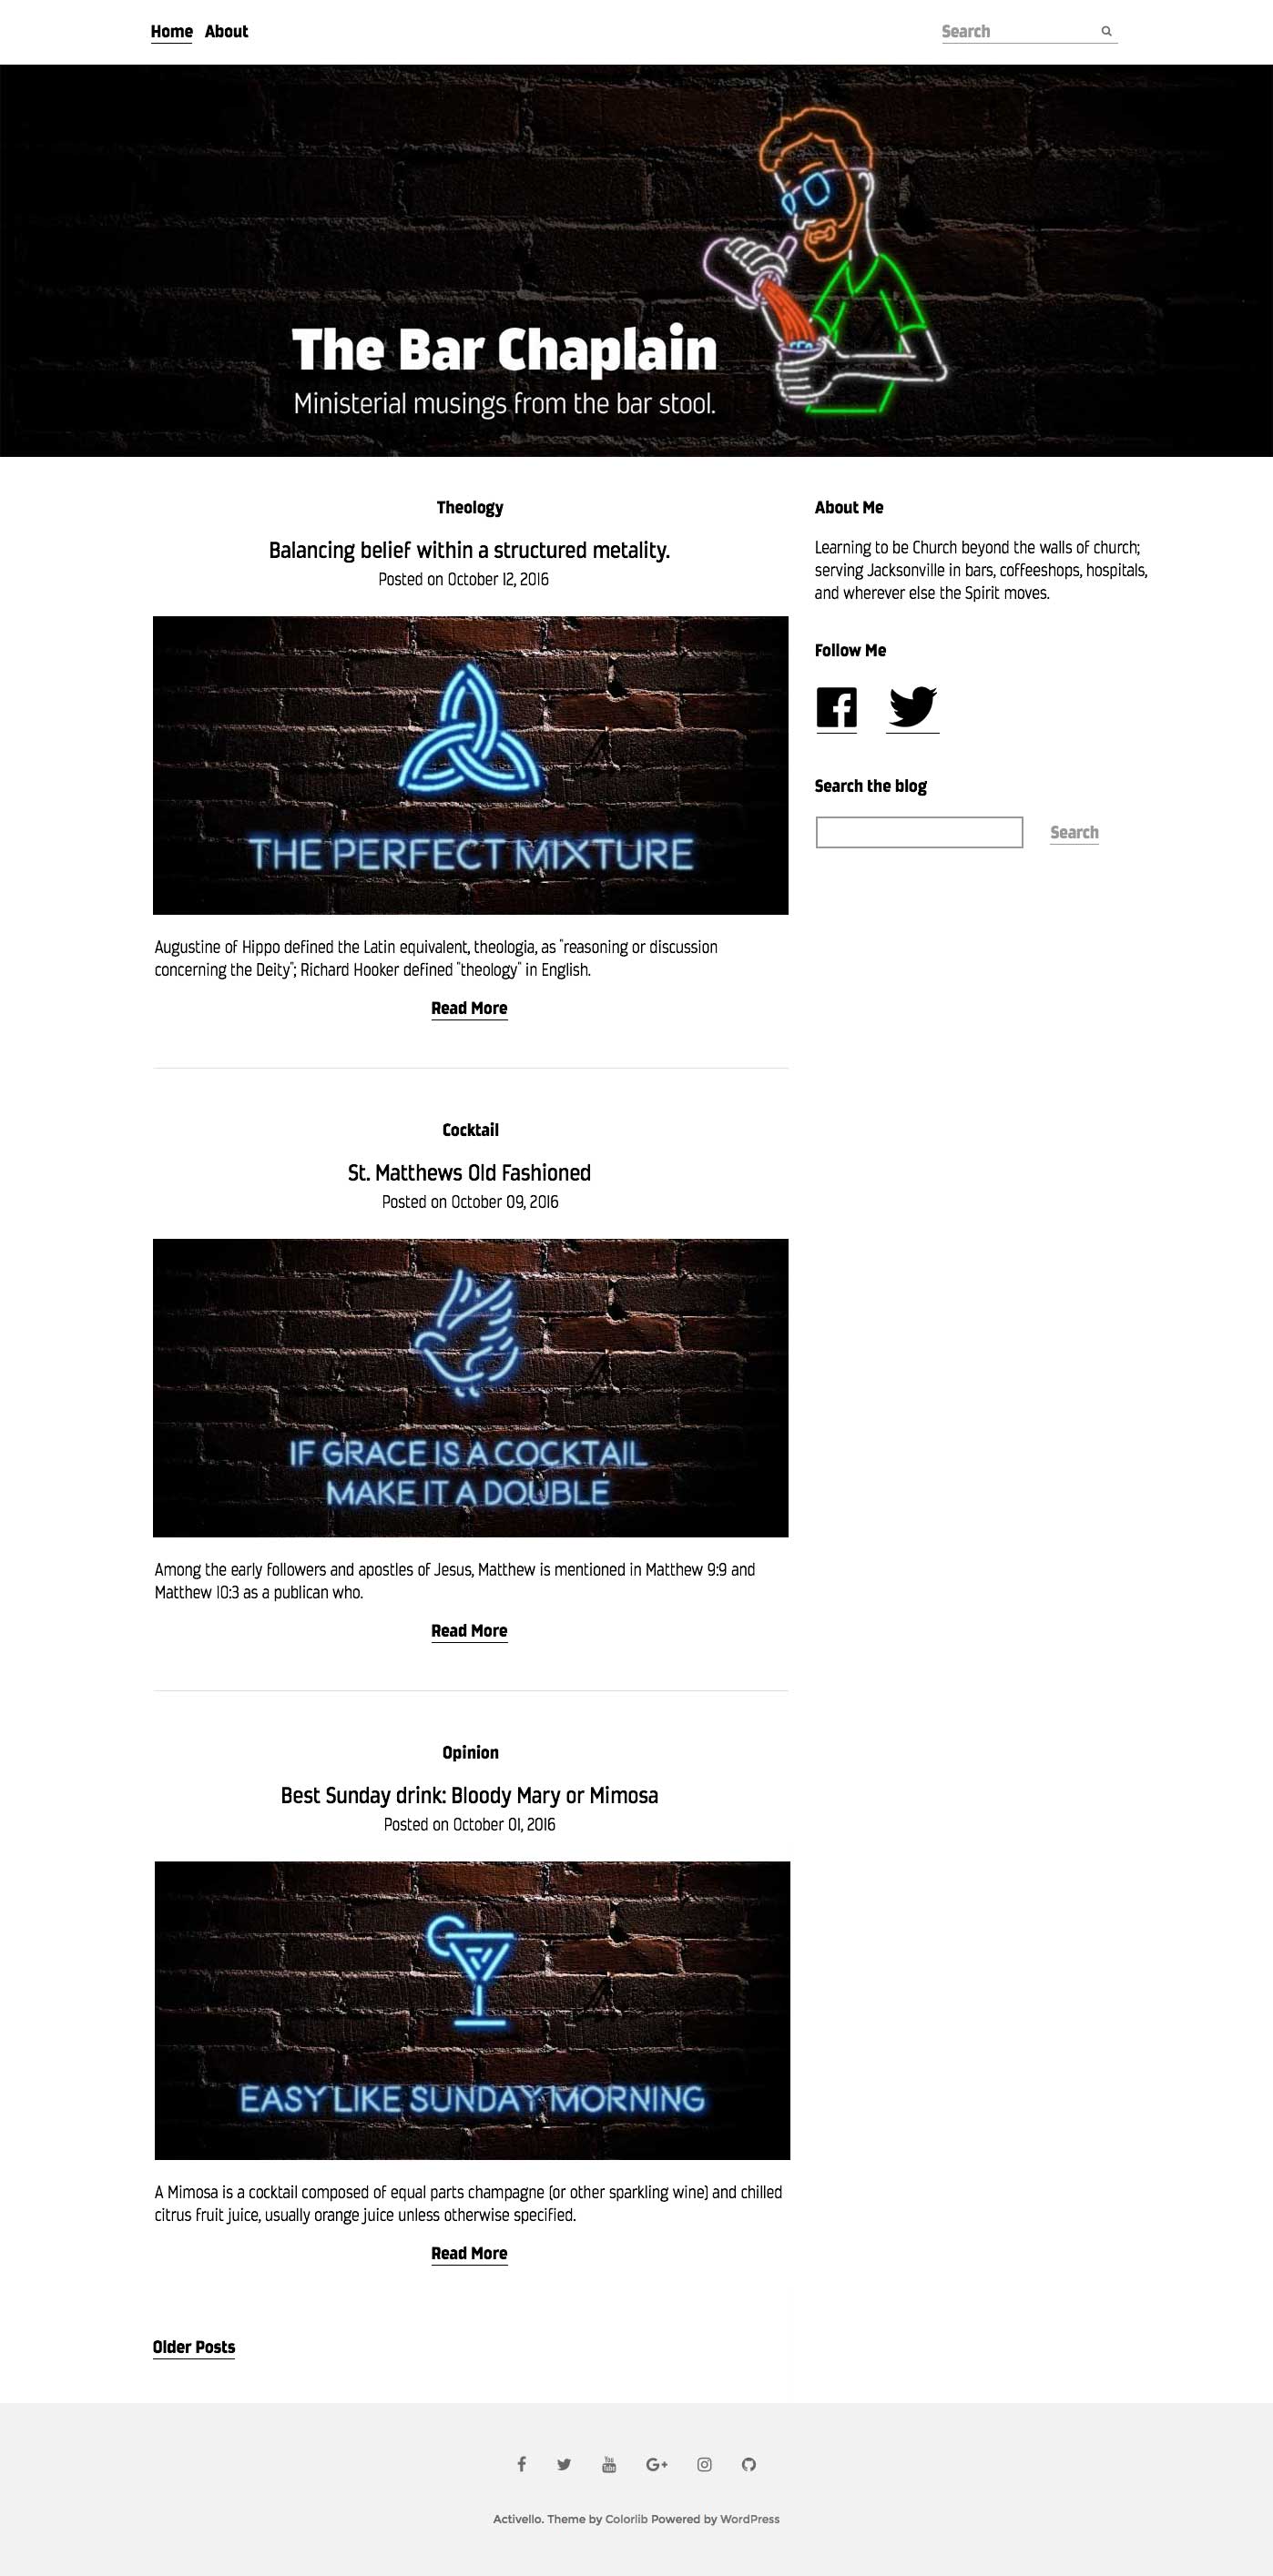 Home About
Search
The Bar Chaplain
Ministerial musings from the bar stool.
Theology
Balancing belief within a structured metality.
Posted on October 12, 2016
THE PERFECT MIXTURE
Augustine of Hippo defined the Latin equivalent, theologia, as "reasoning or discussion
concerning the Deity"; Richard Hooker defined "theology" in English.
Read More
Cocktail
St. Matthews Old Fashioned
Posted on October 09, 2016
IF GRACE IS A COCKTAIL
MAKE IT A DOUBLE
Among the early followers and apostles of Jesus, Matthew is mentioned in Matthew 9:9 and
Matthew 10:3 as a publican who.
Read More
Opinion
Best Sunday drink: Bloody Mary or Mimosa
Posted on October 01, 2016
EASY LIKE SUNDAY MORNING
A Mimosa is a cocktail composed of equal parts champagne (or other sparkling wine) and chilled
citrus fruit juice, usually orange juice unless otherwise specified.
Read More
Older Posts
About Me
Learning to be Church beyond the walls of church;
serving Jacksonville in bars, coffeeshops, hospitals,
and wherever else the Spirit moves.
Follow Me
Search the blog
Search
You Tube
G+
Activello. Theme by Colorlib Powered by WordPress